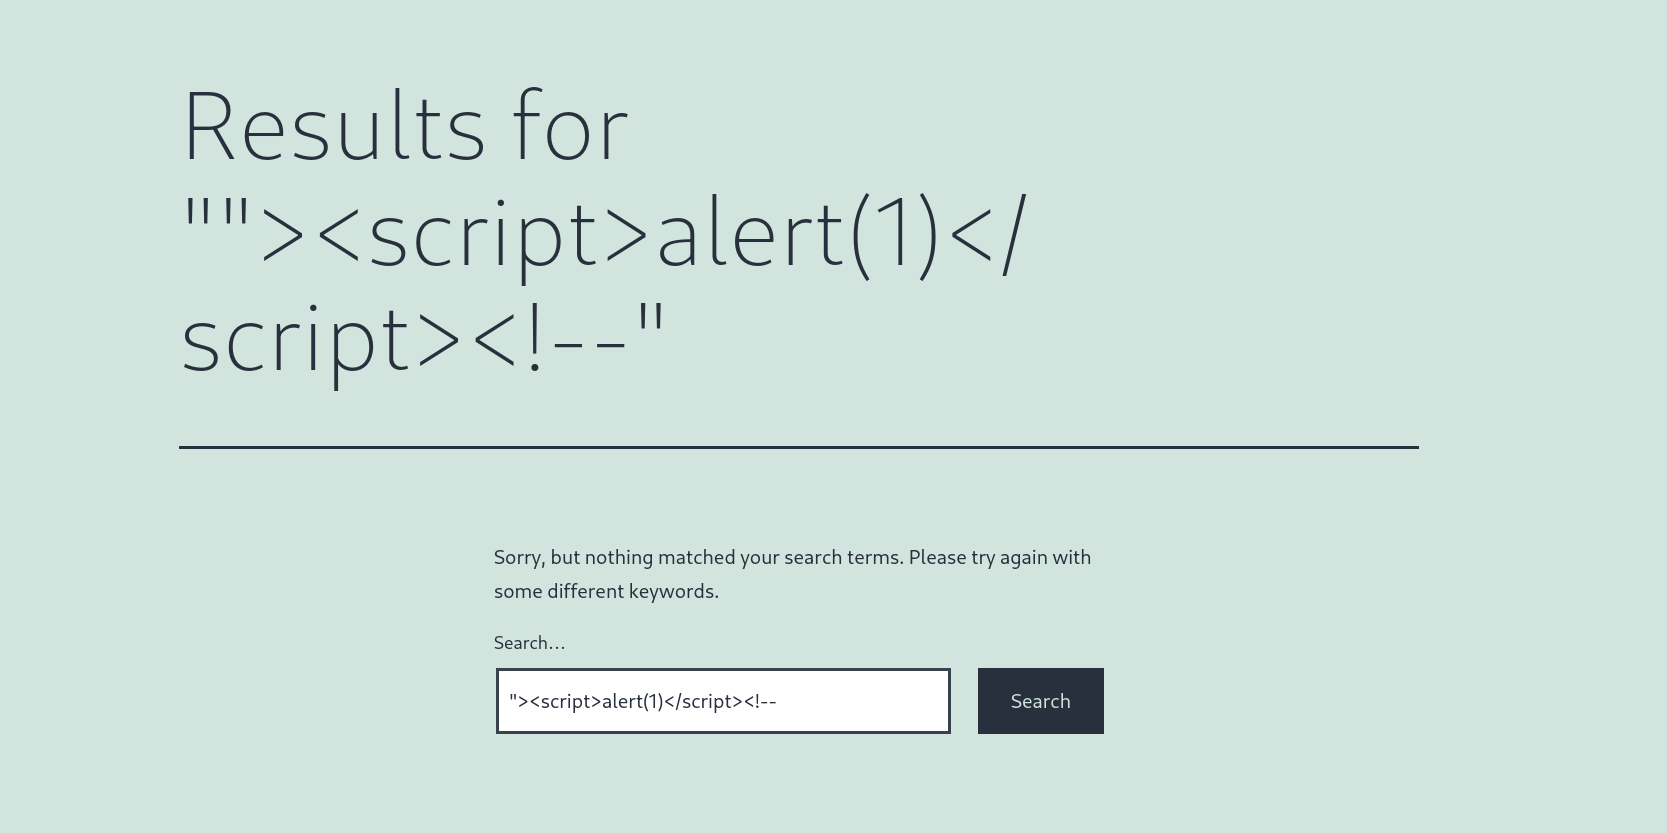 Results for
""><script>alert(1)</
script><!--"
Sorry, but nothing matched your search terms. Please try again with
some different keywords.
Search…
"><script>alert(1)</script><!--
Search